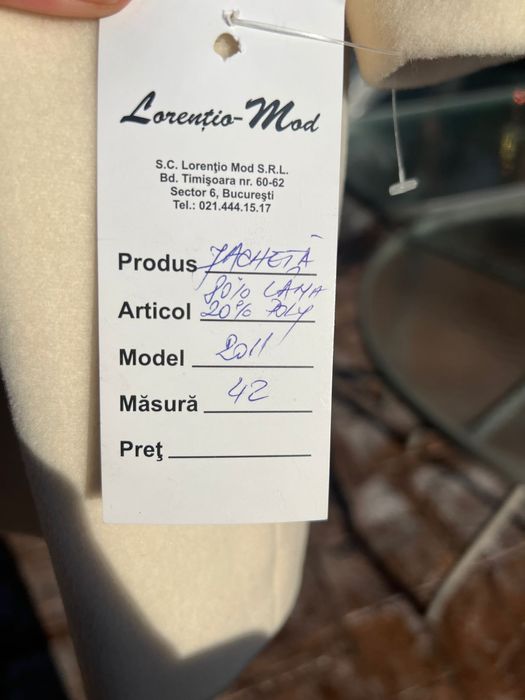 Lorenţio-Mod
S.C. Lorenţio Mod S.R.L.
Bd. Timişoara nr. 60-62
Sector 6, Bucureşti
Tel.: 021.444.15.17
Produs JACHETĂ
80% LANA
Articol 20% POLY
Model 2011
Măsură 42
Preţ